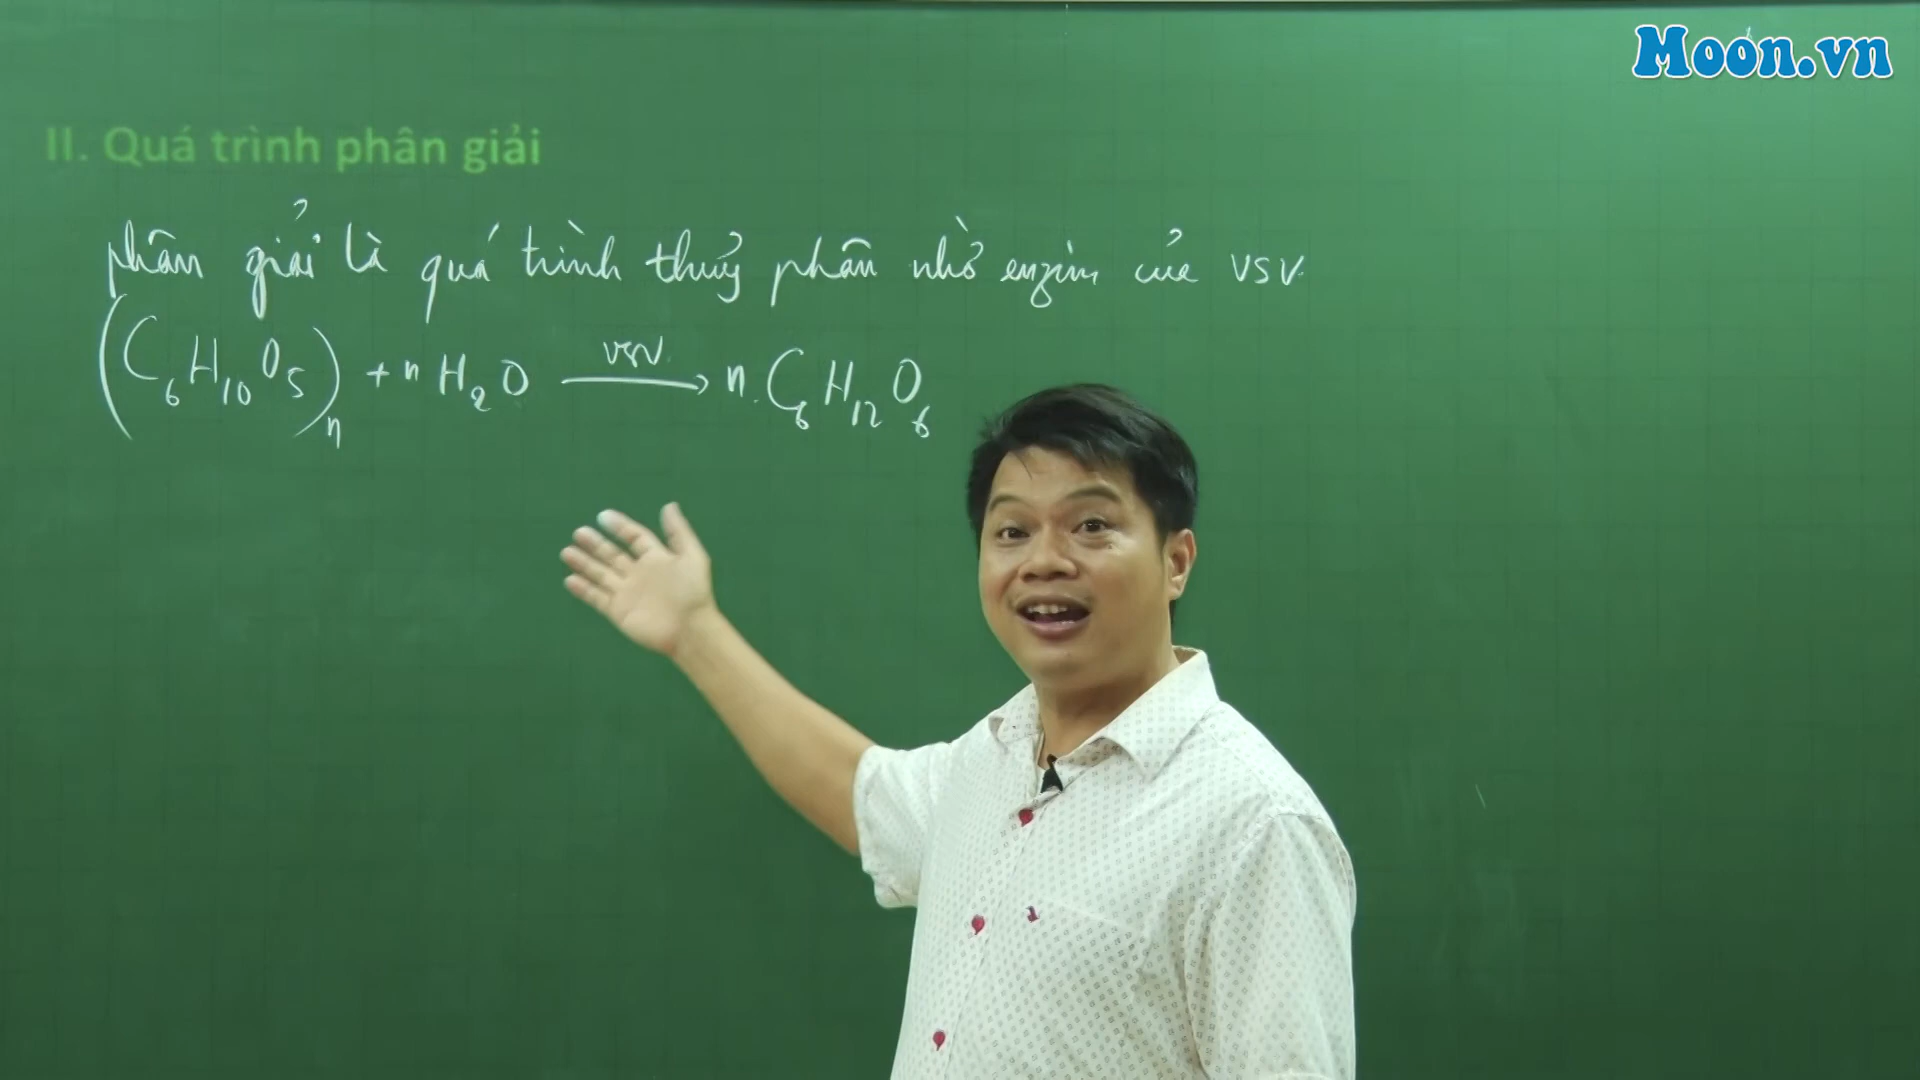 Moon.vn
II. Quá trình phân giải
phân giải là quá trình thuỷ phân nhờ enzim của VSV.
(C₆H₁₀O₅)ₙ + n H₂O ⟶ n. C₆H₁₂O₆
VSV.